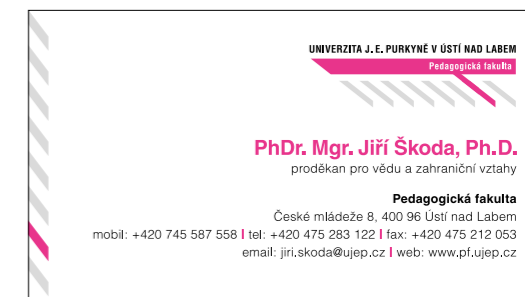 UNIVERZITA J. E. PURKYNĚ V ÚSTÍ NAD LABEM
Pedagogická fakulta
PhDr. Mgr. Jiří Škoda, Ph.D.
proděkan pro vědu a zahraniční vztahy
Pedagogická fakulta
České mládeže 8, 400 96 Ústí nad Labem
mobil: +420 745 587 558 | tel: +420 475 283 122 | fax: +420 475 212 053
email: jiri.skoda@ujep.cz | web: www.pf.ujep.cz